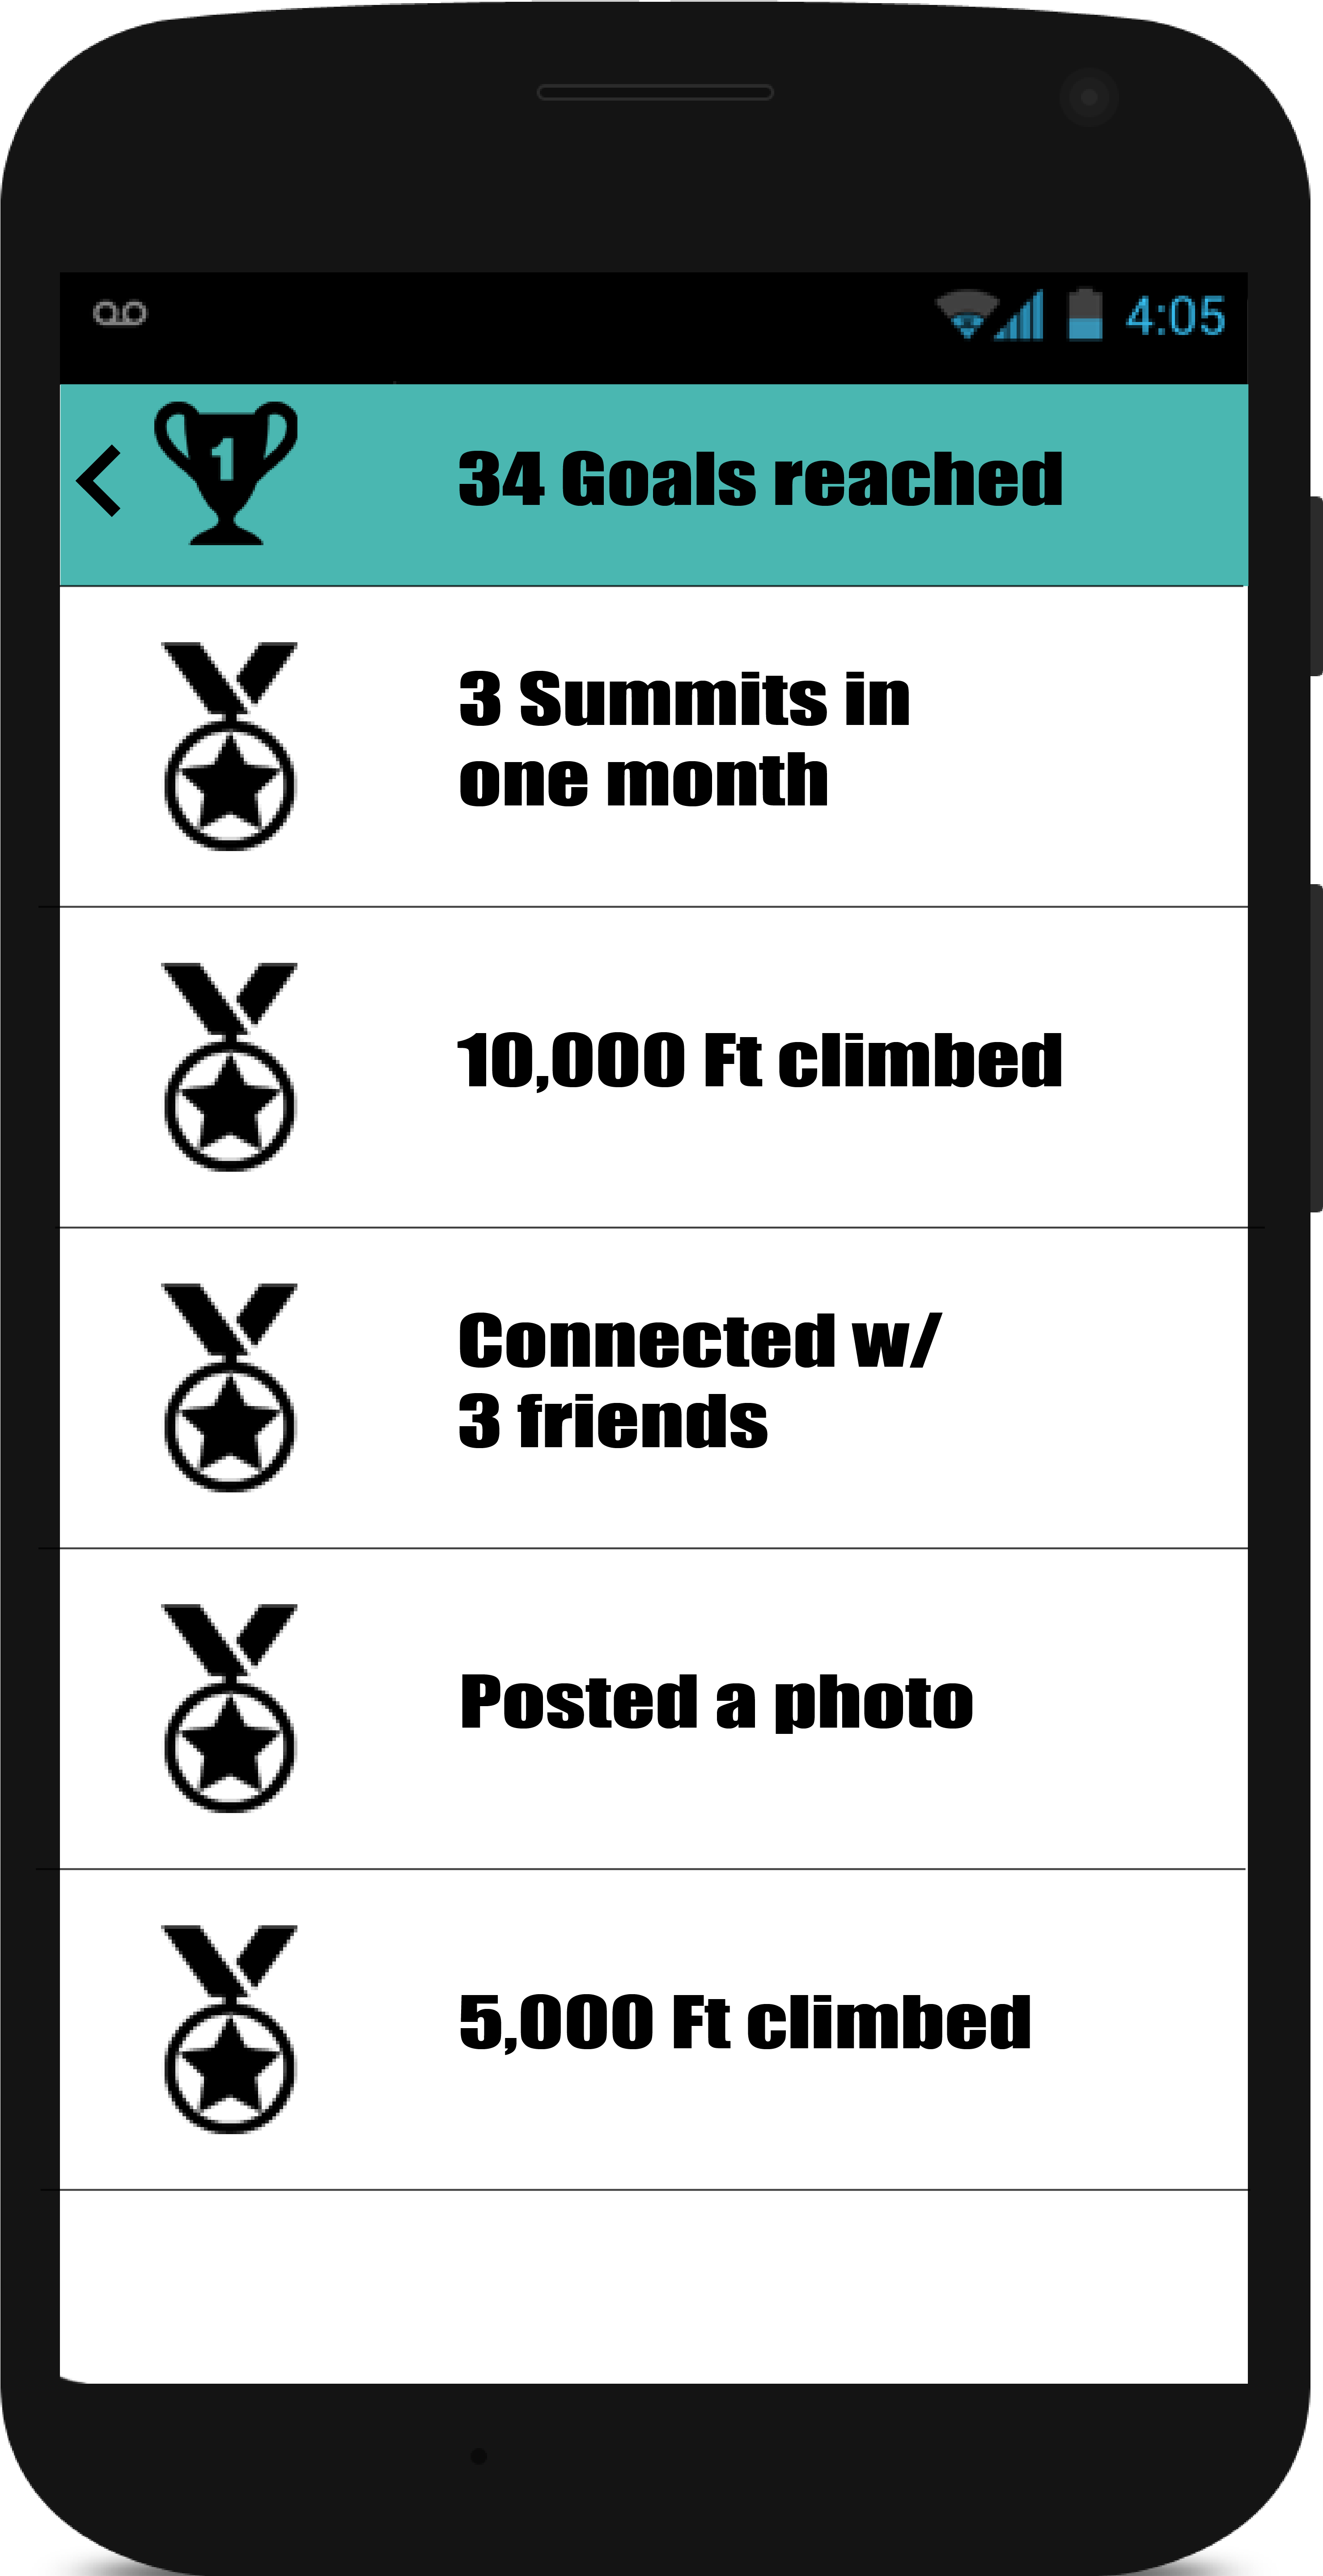 4:05
1
34 Goals reached
3 Summits in
one month
10,000 Ft climbed
Connected w/
3 friends
Posted a photo
5,000 Ft climbed